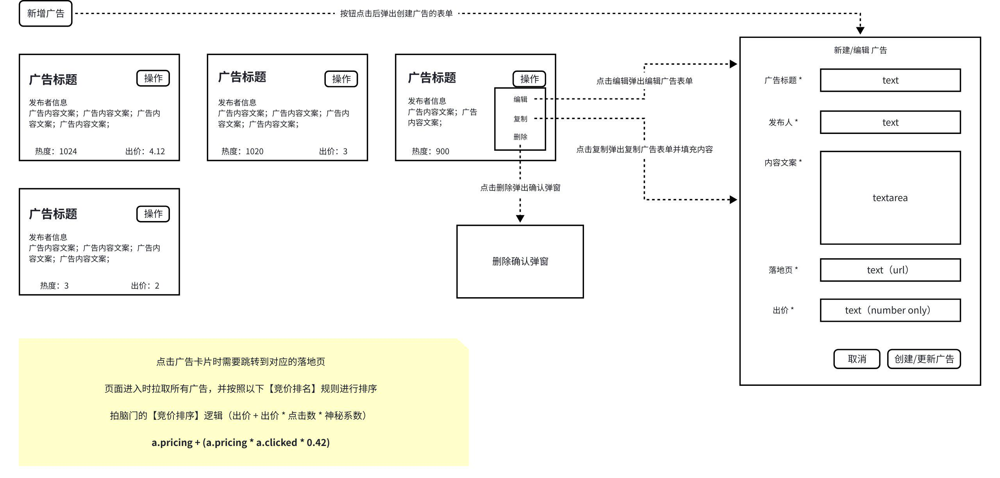 新增广告
按钮点击后弹出创建广告的表单
广告标题
操作
发布者信息
广告内容文案；广告内容文案；广告内
容文案；广告内容文案；
热度：1024
出价：4.12
广告标题
操作
发布者信息
广告内容文案；广告内容文案；广告内
容文案；广告内容文案；
热度：1020
出价：3
广告标题
操作
发布者信息
广告内容文案；广告
内容文案；
热度：900
编辑
复制
删除
点击编辑弹出编辑广告表单
点击复制弹出复制广告表单并填充内容
点击删除弹出确认弹窗
删除确认弹窗
广告标题
操作
发布者信息
广告内容文案；广告内容文案；广告内
容文案；广告内容文案；
热度：3
出价：2
新建/编辑 广告
广告标题 *
text
发布人 *
text
内容文案 *
textarea
落地页 *
text（url）
出价 *
text（number only）
取消
创建/更新广告
点击广告卡片时需要跳转到对应的落地页
页面进入时拉取所有广告，并按照以下【竞价排名】规则进行排序
拍脑门的【竞价排序】逻辑（出价 + 出价 * 点击数 * 神秘系数）
a.pricing + (a.pricing * a.clicked * 0.42)